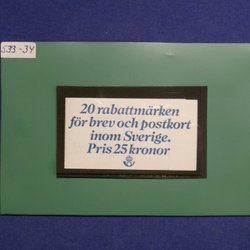 533-34
20 rabattmärken
för brev och postkort
inom Sverige.
Pris 25 kronor